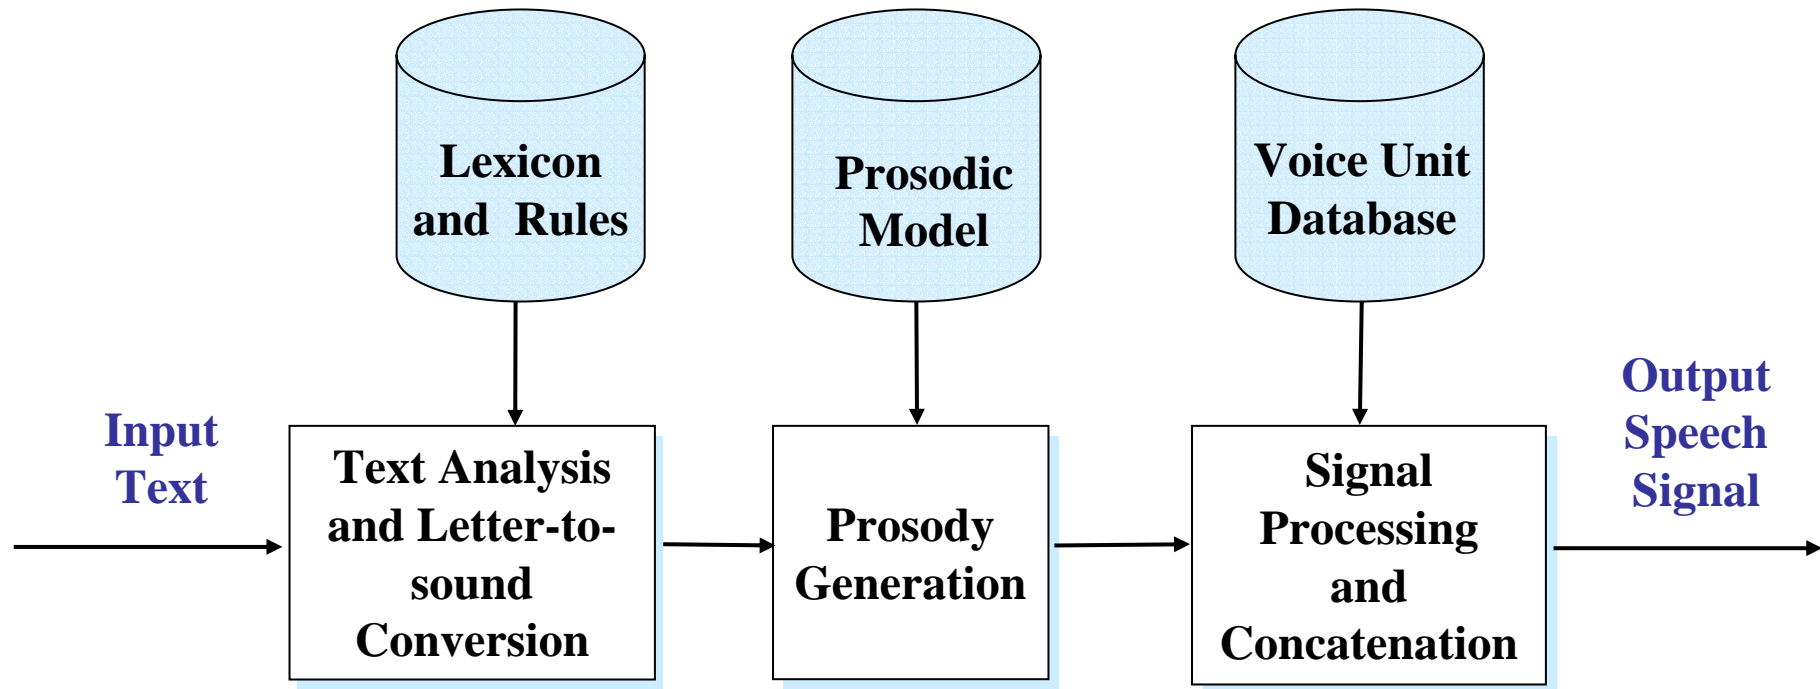 Lexicon
and Rules
Prosodic
Model
Voice Unit
Database
Input
Text
Text Analysis
and Letter-to-
sound
Conversion
Prosody
Generation
Signal
Processing
and
Concatenation
Output
Speech
Signal